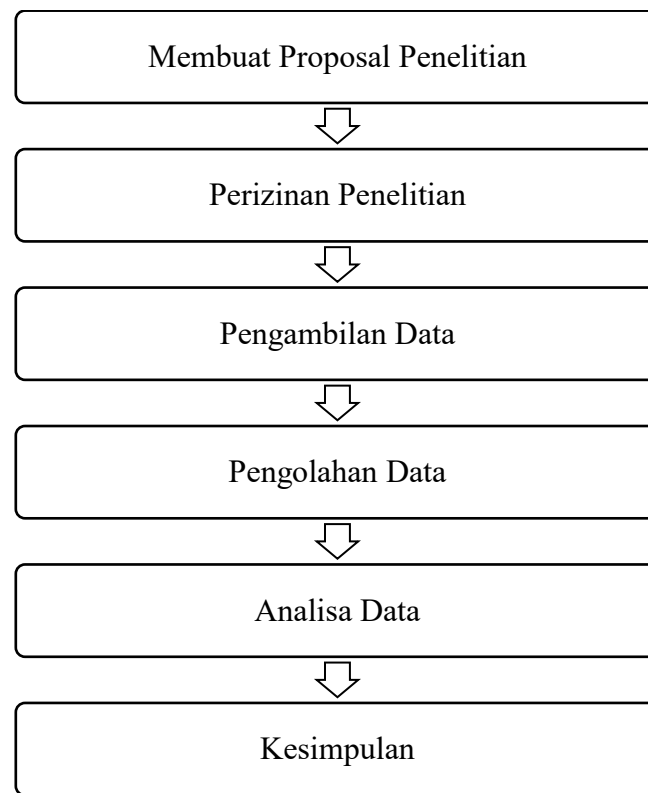 Membuat Proposal Penelitian
Perizinan Penelitian
Pengambilan Data
Pengolahan Data
Analisa Data
Kesimpulan